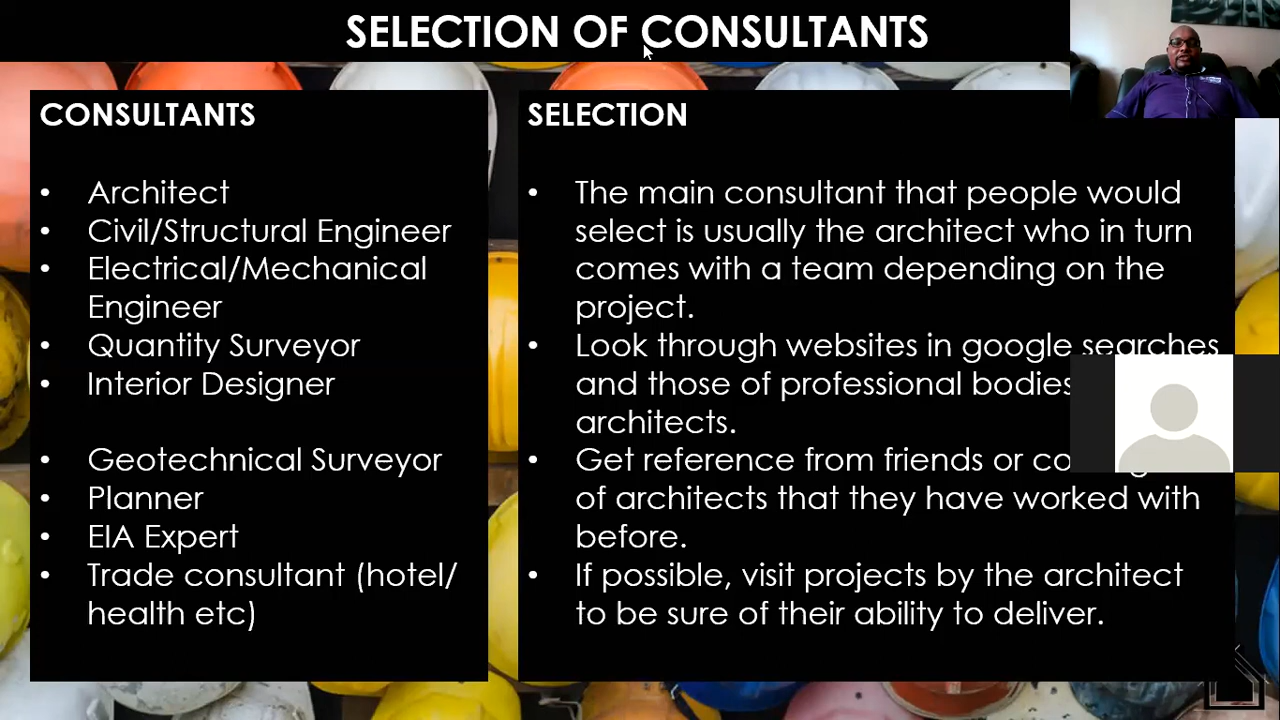 SELECTION OF CONSULTANTS
CONSULTANTS
• Architect
• Civil/Structural Engineer
• Electrical/Mechanical
Engineer
• Quantity Surveyor
• Interior Designer
• Geotechnical Surveyor
• Planner
• EIA Expert
• Trade consultant (hotel/
health etc)
SELECTION
• The main consultant that people would
select is usually the architect who in turn
comes with a team depending on the
project.
• Look through websites in google searches
and those of professional bodies
architects.
• Get reference from friends or
of architects that they have worked with
before.
• If possible, visit projects by the architect
to be sure of their ability to deliver.